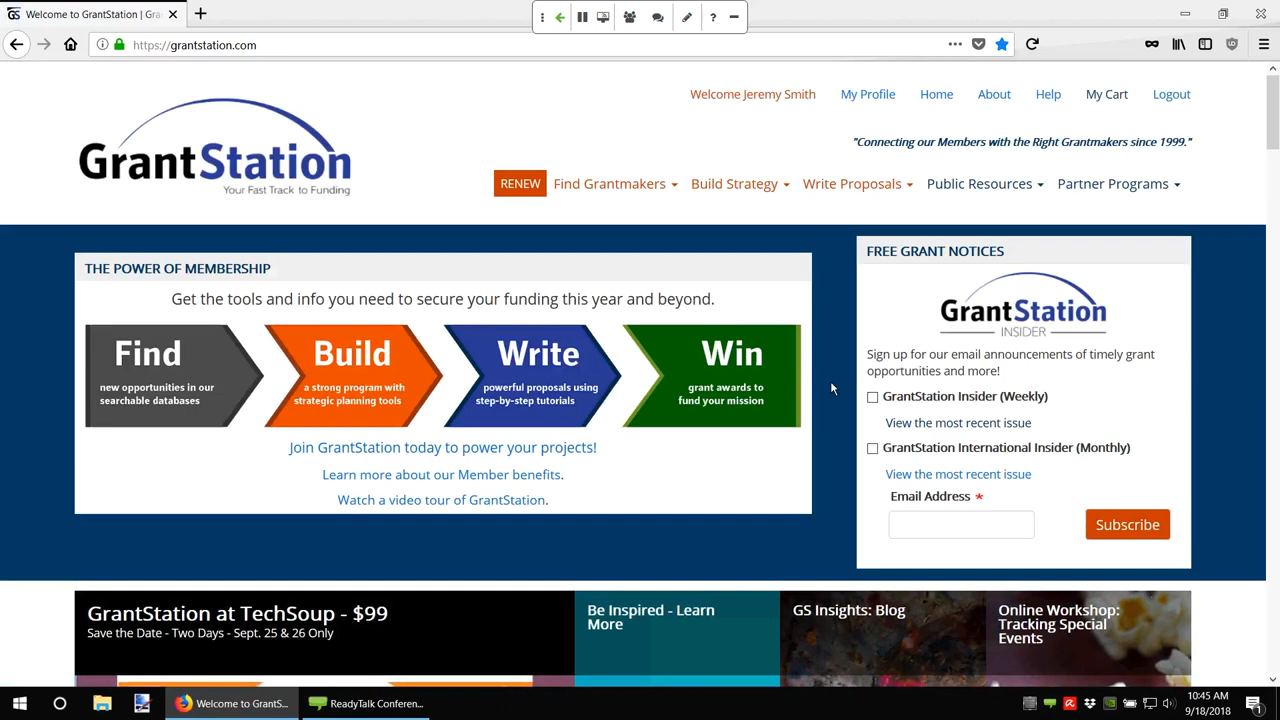 GS Welcome to GrantStation | Gra
https://grantstation.com
Welcome Jeremy Smith My Profile Home About Help My Cart Logout
GrantStation
Your Fast Track to Funding
"Connecting our Members with the Right Grantmakers since 1999."
RENEW Find Grantmakers Build Strategy Write Proposals Public Resources Partner Programs
THE POWER OF MEMBERSHIP
Get the tools and info you need to secure your funding this year and beyond.
Find
new opportunities in our
searchable databases
Build
a strong program with
strategic planning tools
Write
powerful proposals using
step-by-step tutorials
Win
grant awards to
fund your mission
Join GrantStation today to power your projects!
Learn more about our Member benefits.
Watch a video tour of GrantStation.
FREE GRANT NOTICES
GrantStation
INSIDER
Sign up for our email announcements of timely grant
opportunities and more!
GrantStation Insider (Weekly)
View the most recent issue
GrantStation International Insider (Monthly)
View the most recent issue
Email Address *
Subscribe
GrantStation at TechSoup - $99
Save the Date - Two Days - Sept. 25 & 26 Only
Be Inspired - Learn
More
GS Insights: Blog
Online Workshop:
Tracking Special
Events
Welcome to GrantS...
ReadyTalk Conferen...
10:45 AM
9/18/2018
1